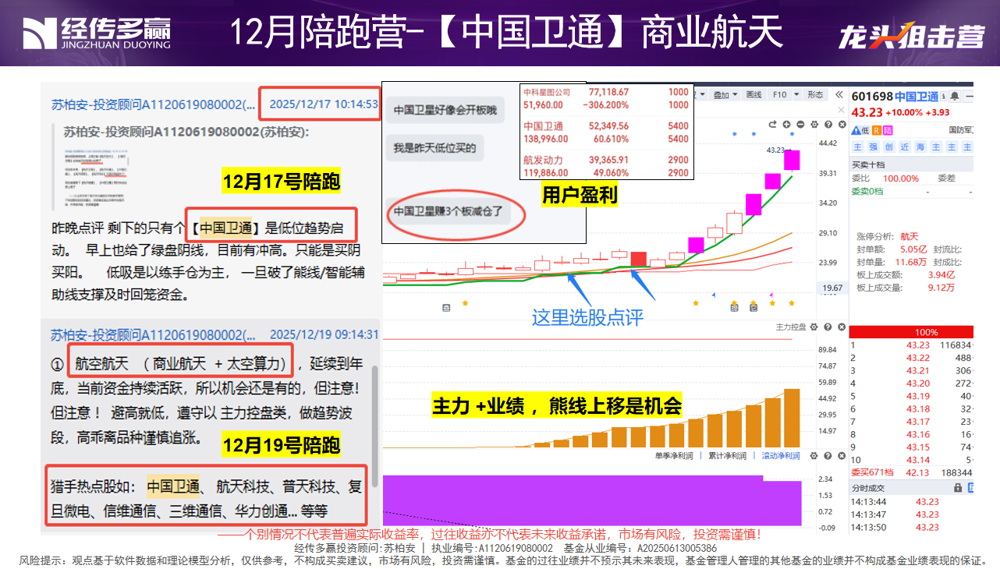 经传多赢
JINGZHUAN DUOYING
12月陪跑营-【中国卫通】商业航天
龙头狙击营
苏柏安-投资顾问A1120619080002(...
2025/12/17 10:14:53
苏柏安-投资顾问A1120619080002(苏柏安):
12月17号陪跑
昨晚点评 剩下的只有个【中国卫通】是低位趋势启
动。 早上也给了绿盘阴线，目前有冲高。只能是买阴
买阳。 低吸是以练手仓为主， 一旦破了熊线/智能辅
助线支撑及时回笼资金。
苏柏安-投资顾问A1120619080002(...
2025/12/19 09:14:31
① 航空航天 （商业航天 + 太空算力），延续到年
底，当前资金持续活跃，所以机会还是有的，但注意！
但注意！ 避高就低，遵守以 主力控盘类，做趋势波
段，高乖离品种谨慎追涨。
12月19号陪跑
猎手热点股如： 中国卫通、 航天科技、普天科技、复
旦微电、信维通信、三维通信、华力创通... 等等
中国卫星好像会开板哦
我是昨天低位买的
中国卫星赚3个板减仓了
中科星图公司 77,118.67 1000
51,960.00 -306.200% 1000
中国卫通 52,349.56 5400
138,996.00 60.610% 5400
航发动力 39,365.91 2900
119,886.00 49.060% 2900
用户盈利
叠加 画线 F10 形态
43.23
44.42
39.31
34.20
29.10
23.99
19.67
这里选股点评
主力控盘
89.84
74.87
59.89
44.92
29.95
14.97
主力 +业绩 ，熊线上移是机会
单季净利润 | 累计净利润 | 滚动净利润
2.34
1.53
0.72
-0.09
601698中国卫通
43.23 +10.00% +3.93
低 R 陆 国防军
主 强 创 近 海 主 主 主
买卖十档
委比 100.00% 委差
卖卖0档 - -
涨停分析: 航天
封单额: 5.05亿 封流比:
封单量: 11.68万 封成比:
板上成交额: 3.94亿
板上成交量: 9.12万
100%
1 43.23 116834
2 43.22 488
3 43.21 306
4 43.20 272
5 43.19 40
6 43.18 32
7 43.17 23
8 43.16 16
9 43.15 74
10 43.14 5
委买671档 42.13 188344
分时成交
14:13:44 43.23
14:13:47 43.23
14:13:50 43.23
——个别情况不代表普遍实际收益率，过往收益亦不代表未来收益承诺，市场有风险，投资需谨慎！
经传多赢投资顾问:苏柏安 | 执业编号:A1120619080002 基金从业编号: A20250613005386
风险提示: 观点基于软件数据和理论模型分析，仅供参考，不构成买卖建议，市场有风险，投资需谨慎。基金的过往业绩并不预示其未来表现，基金管理人管理的其他基金的业绩并不构成基金业绩表现的保证。